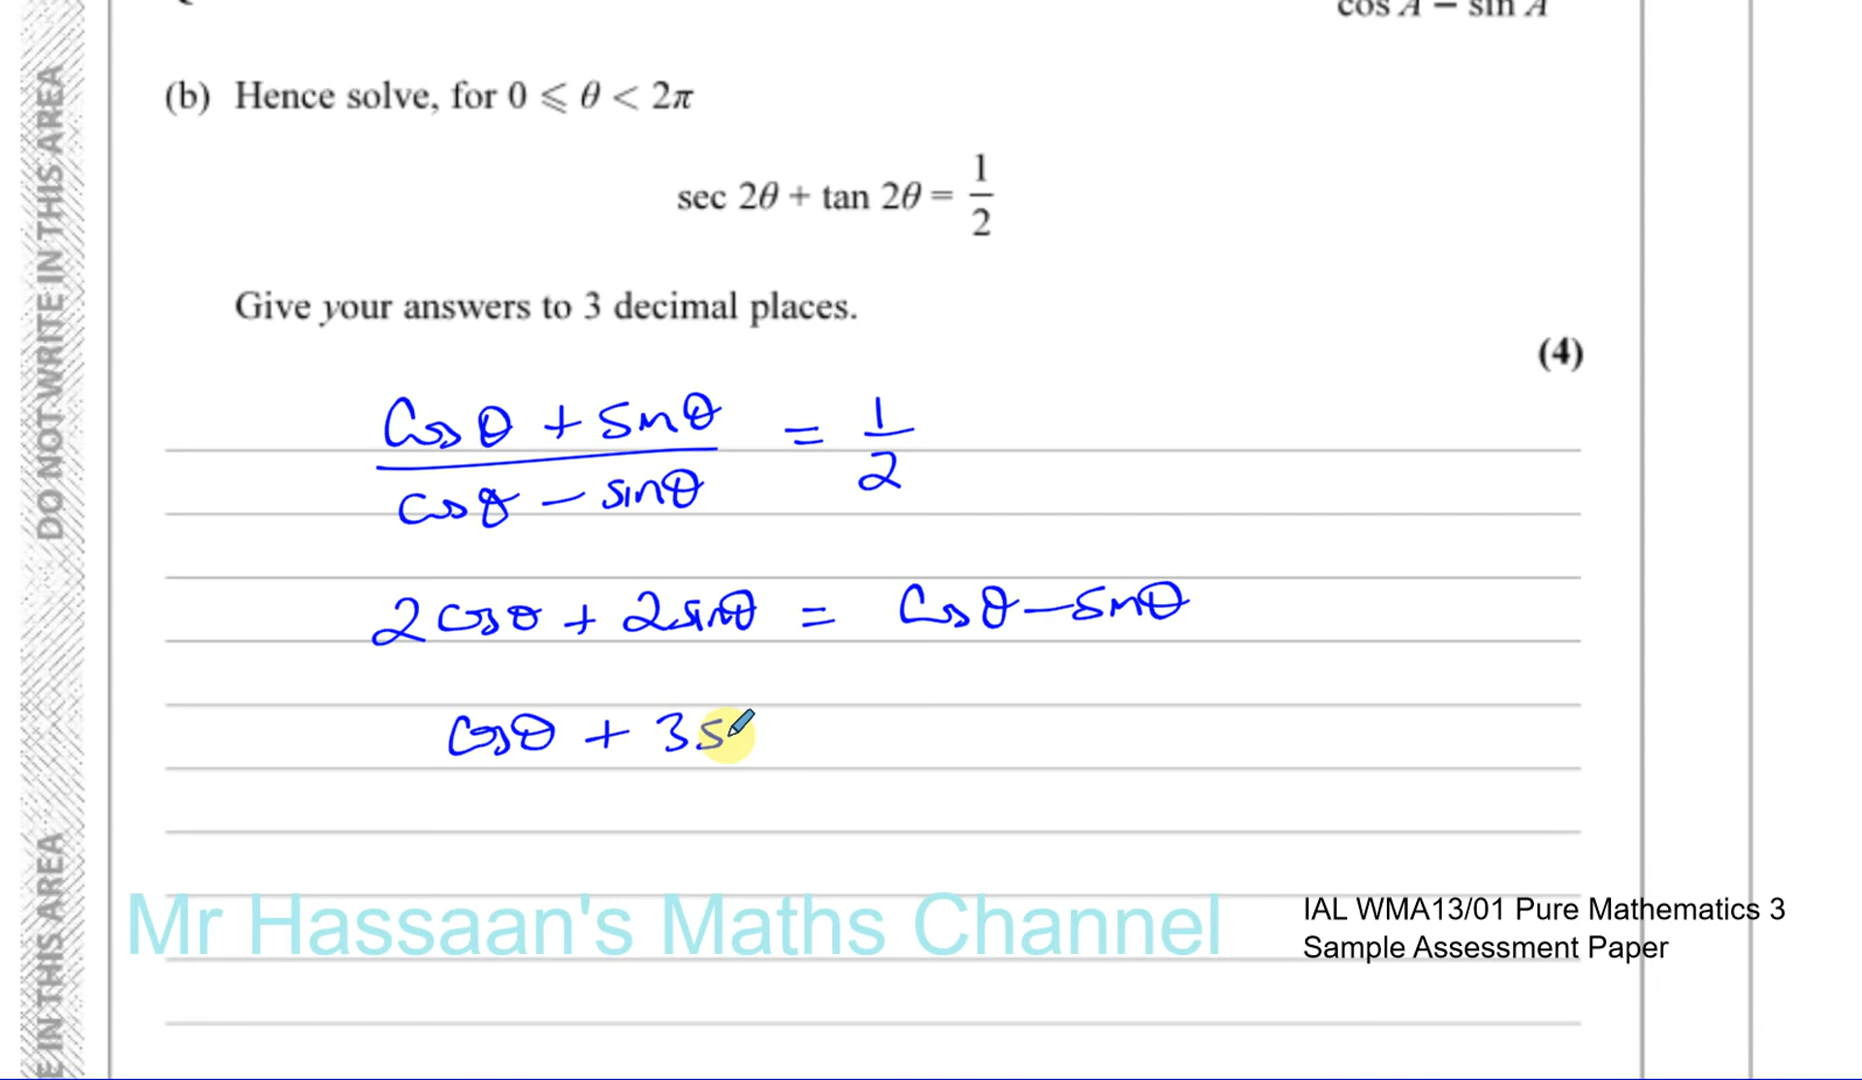 cos A − sin A
(b) Hence solve, for 0 ⩽ θ < 2π
sec 2θ + tan 2θ = 1/2
Give your answers to 3 decimal places.
(4)
(Cosθ + sinθ)/(cosθ − sinθ) = 1/2
2cosθ + 2sinθ = Cosθ − sinθ
Cosθ + 3s
Mr Hassaan's Maths Channel
IAL WMA13/01 Pure Mathematics 3
Sample Assessment Paper
DO NOT WRITE IN THIS AREA
E IN THIS AREA